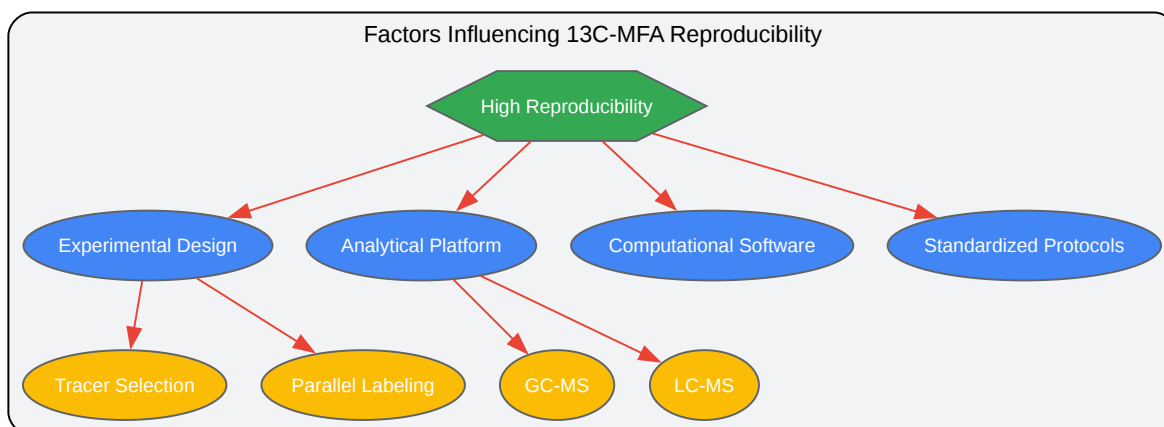 Factors Influencing 13C-MFA Reproducibility
High Reproducibility
Experimental Design
Analytical Platform
Computational Software
Standardized Protocols
Tracer Selection
Parallel Labeling
GC-MS
LC-MS